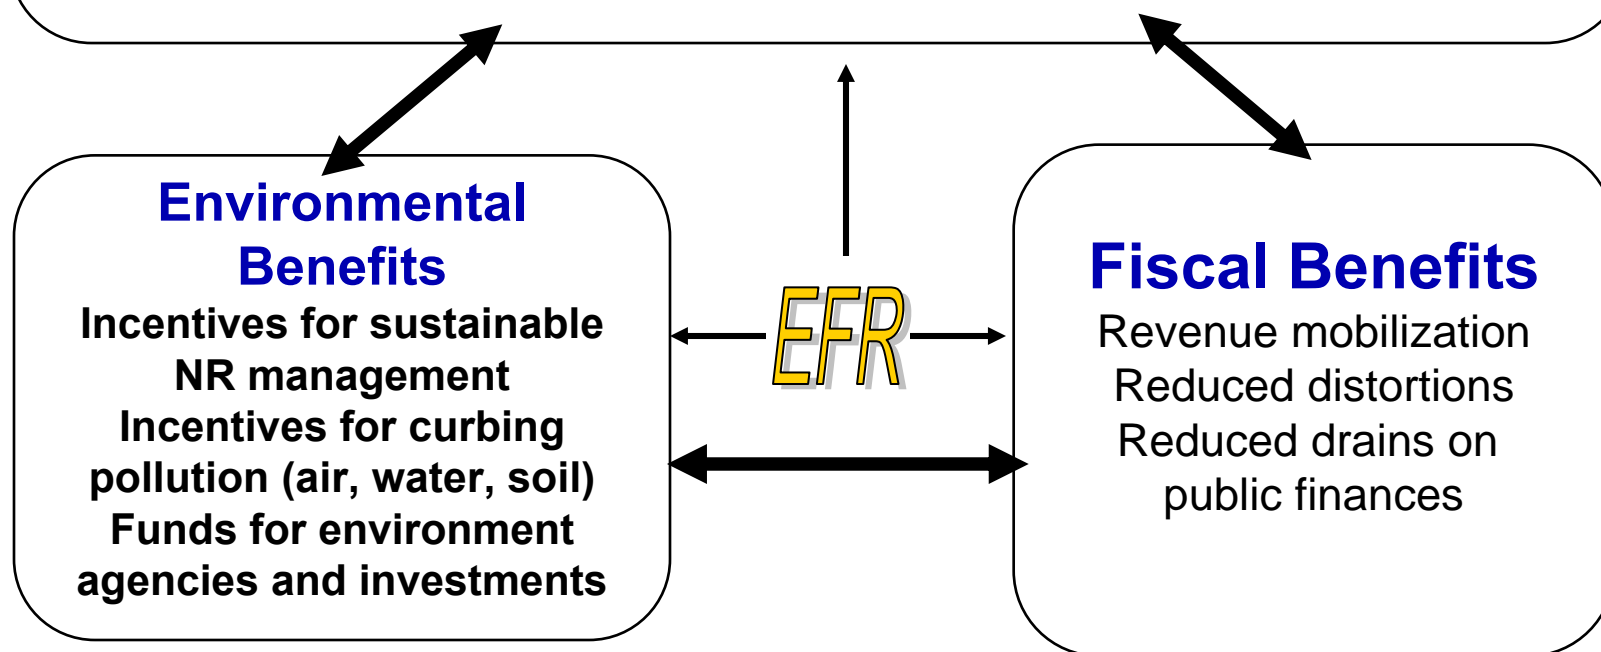 Environmental
Benefits
Incentives for sustainable
NR management
Incentives for curbing
pollution (air, water, soil)
Funds for environment
agencies and investments
EFR
Fiscal Benefits
Revenue mobilization
Reduced distortions
Reduced drains on
public finances